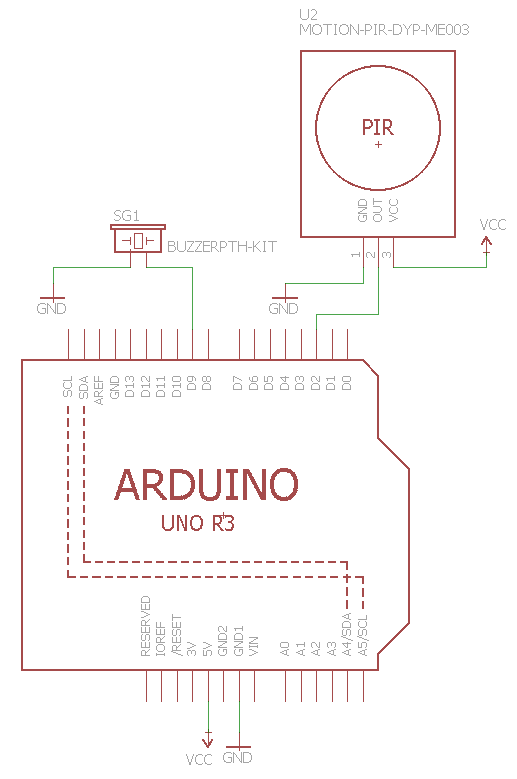 U2
MOTION-PIR-DYP-ME003
PIR
GND
OUT
VCC
1
2
3
VCC
SG1
BUZZERPTH-KIT
GND
GND
SCL
SDA
AREF
GND
D13
D12
D11
D10
D9
D8
D7
D6
D5
D4
D3
D2
D1
D0
ARDUINO
UNO R3
RESERVED
IOREF
/RESET
3V
5V
GND2
GND1
VIN
A0
A1
A2
A3
A4/SDA
A5/SCL
VCC
GND